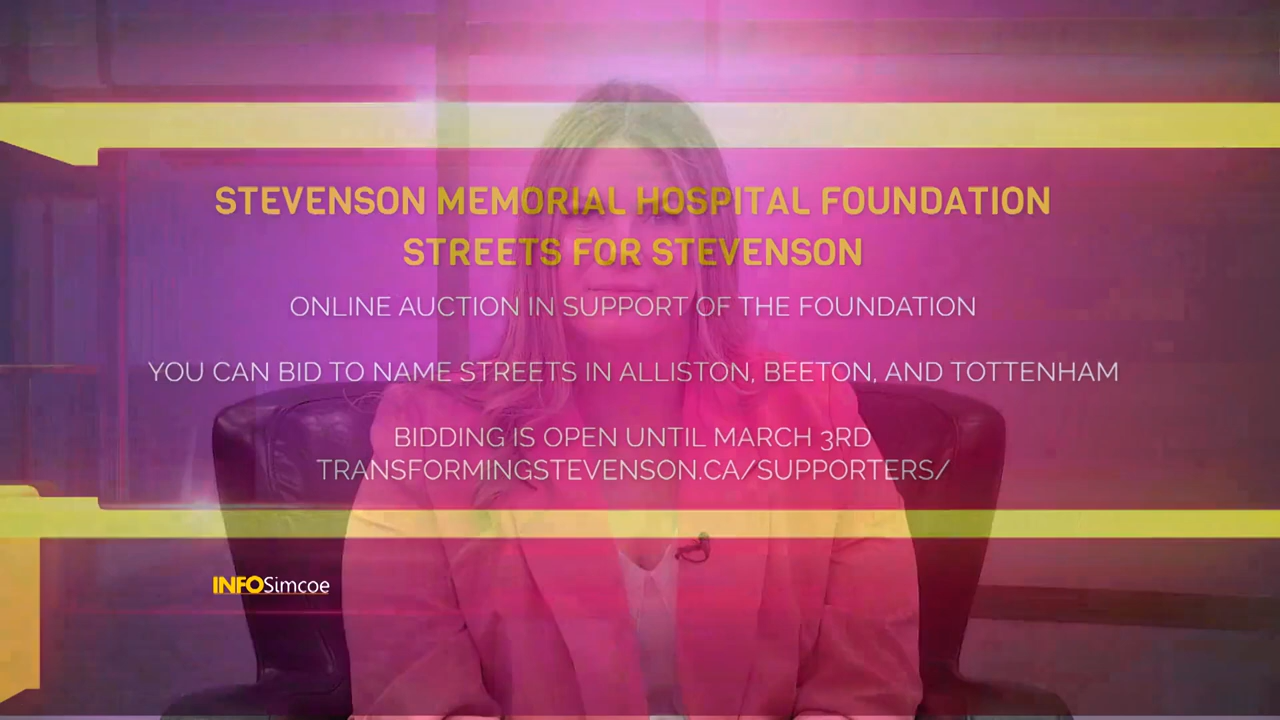 STEVENSON MEMORIAL HOSPITAL FOUNDATION
STREETS FOR STEVENSON
ONLINE AUCTION IN SUPPORT OF THE FOUNDATION
YOU CAN BID TO NAME STREETS IN ALLISTON, BEETON, AND TOTTENHAM
BIDDING IS OPEN UNTIL MARCH 3RD
TRANSFORMINGSTEVENSON.CA/SUPPORTERS/
INFOSimcoe